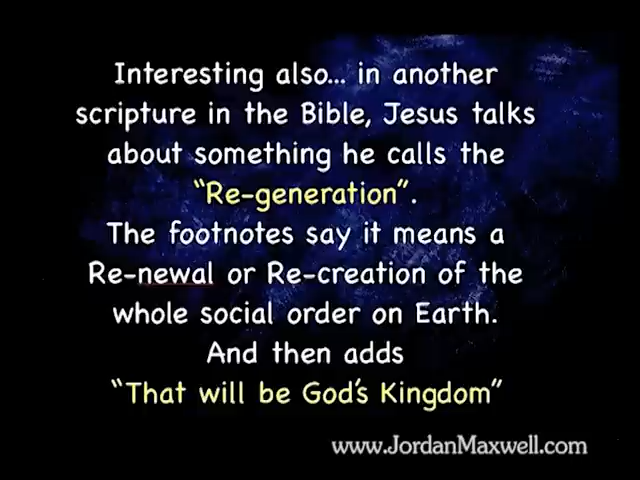 Interesting also... in another
scripture in the Bible, Jesus talks
about something he calls the
“Re-generation”.
The footnotes say it means a
Re-newal or Re-creation of the
whole social order on Earth.
And then adds
“That will be God’s Kingdom”
www.JordanMaxwell.com